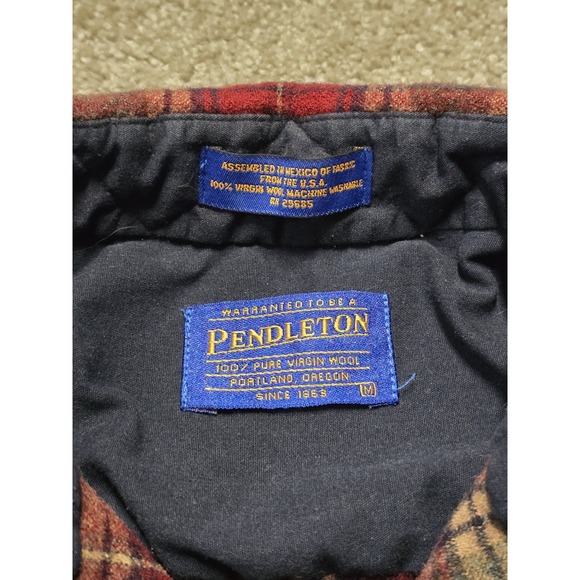 ASSEMBLED IN MEXICO OF FABRIC
FROM THE U.S.A.
100% VIRGIN WOOL MACHINE WASHABLE
RN 29685
WARRANTED TO BE A
PENDLETON
100% PURE VIRGIN WOOL
PORTLAND, OREGON
SINCE 1863 M